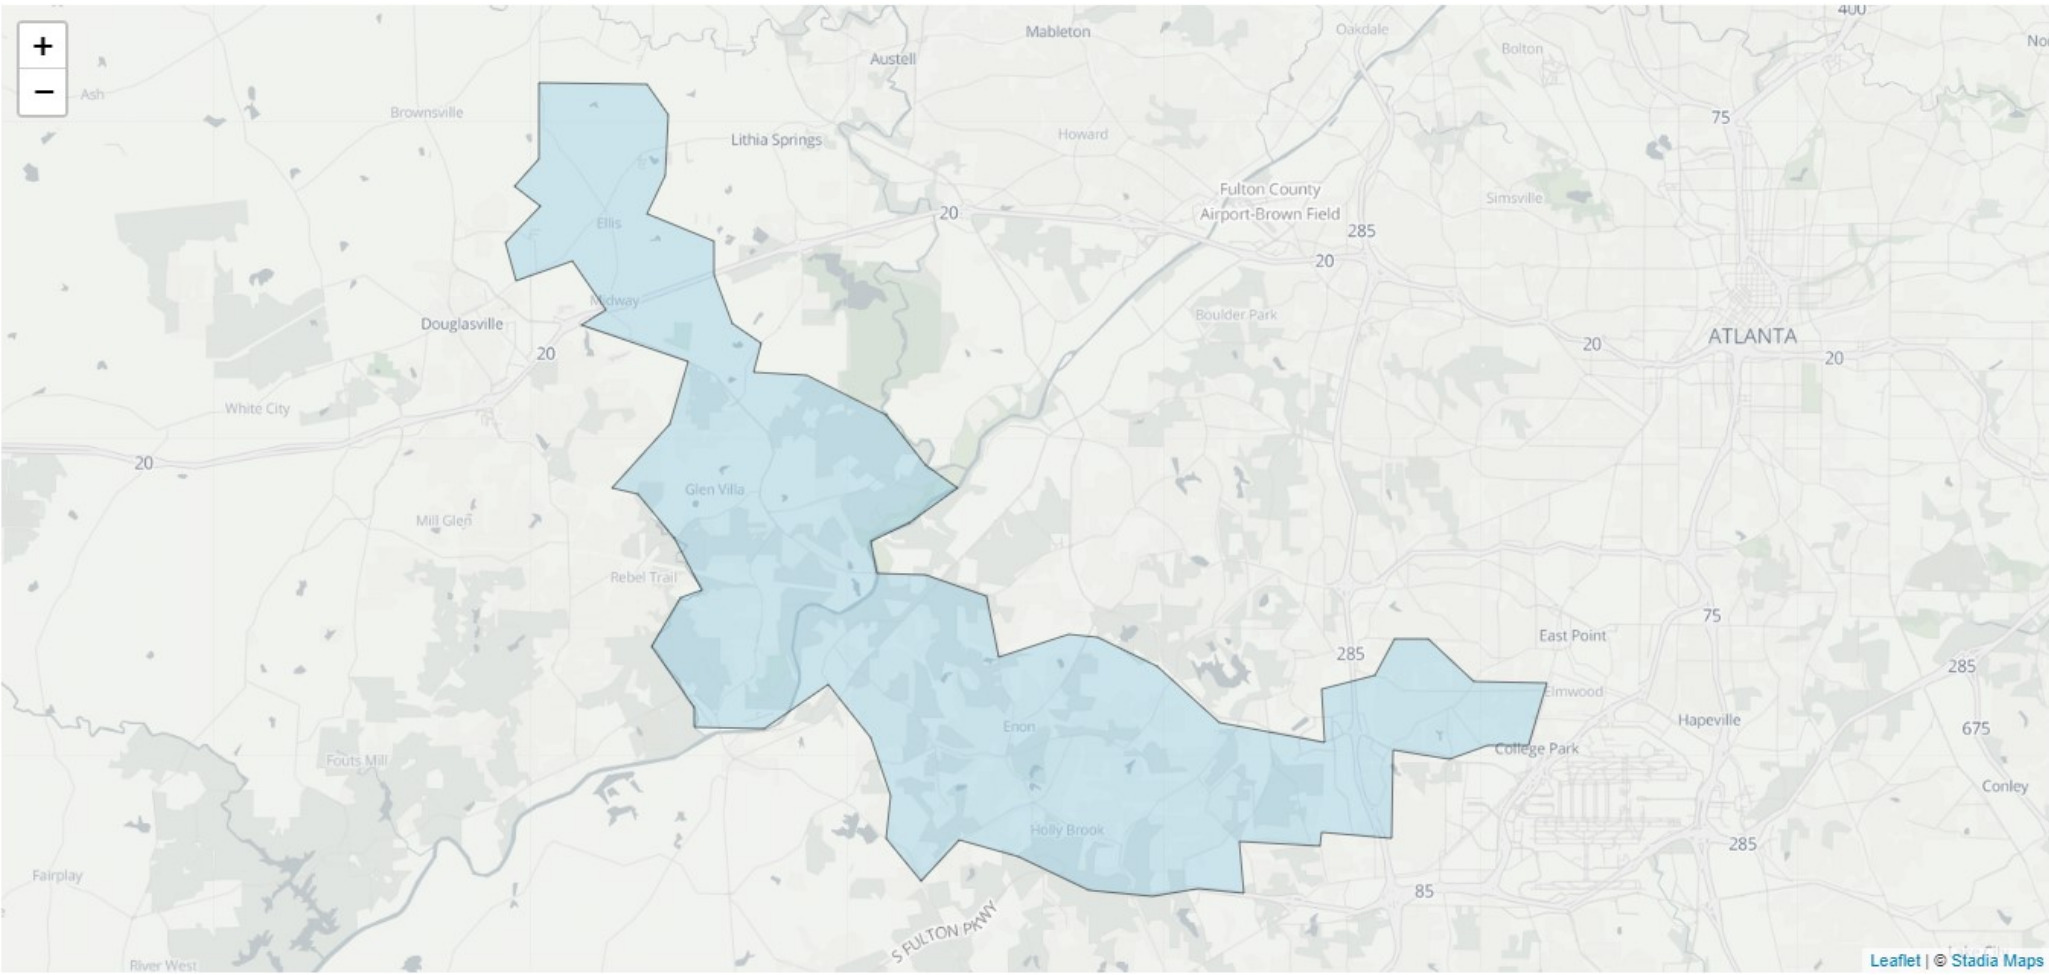 +
−
400
Mableton
Oakdale
Bolton
Austell
Ash
Brownsville
75
Lithia Springs
Howard
Fulton County
Airport-Brown Field
Simsville
20
Ellis
285
20
Midway
Boulder Park
Douglasville
ATLANTA
20
20
20
White City
20
Glen Villa
Mill Glen
Rebel Trail
75
East Point
285
285
Elmwood
Enon
Hapeville
675
College Park
Fouts Mill
Conley
Holly Brook
285
Fairplay
85
S FULTON PKWY
River West
Leaflet | © Stadia Maps